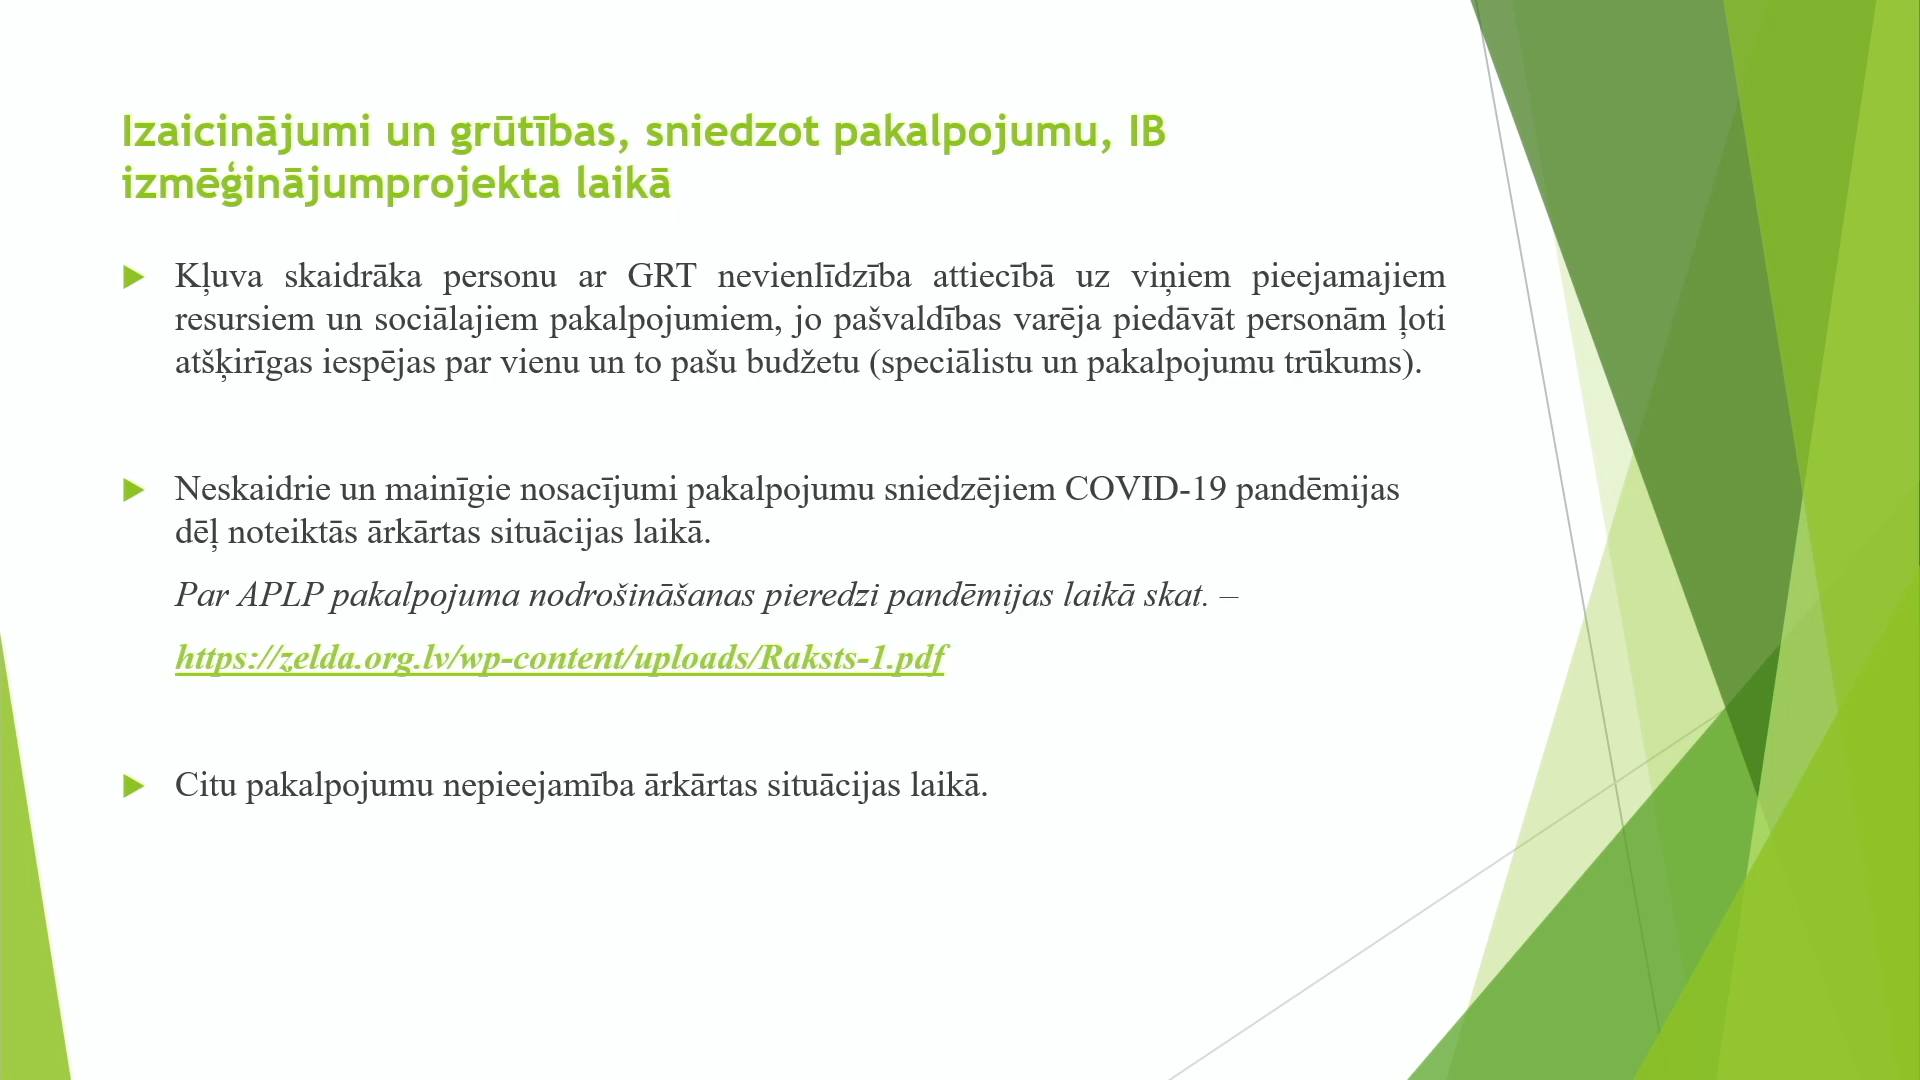 Izaicinājumi un grūtības, sniedzot pakalpojumu, IB
izmēģinājumprojekta laikā
Kļuva skaidrāka personu ar GRT nevienlīdzība attiecībā uz viņiem pieejamajiem
resursiem un sociālajiem pakalpojumiem, jo pašvaldības varēja piedāvāt personām ļoti
atšķirīgas iespējas par vienu un to pašu budžetu (speciālistu un pakalpojumu trūkums).
Neskaidrie un mainīgie nosacījumi pakalpojumu sniedzējiem COVID-19 pandēmijas
dēļ noteiktās ārkārtas situācijas laikā.
Par APLP pakalpojuma nodrošināšanas pieredzi pandēmijas laikā skat. –
https://zelda.org.lv/wp-content/uploads/Raksts-1.pdf
Citu pakalpojumu nepieejamība ārkārtas situācijas laikā.